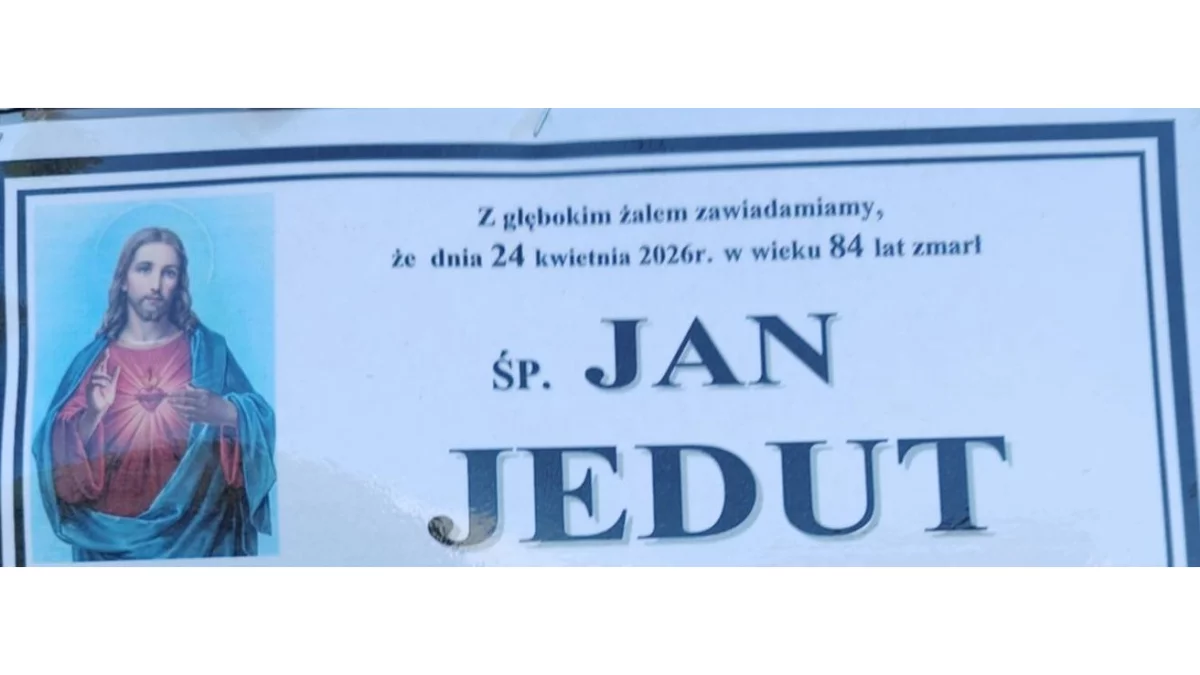 Z głębokim żalem zawiadamiamy,
że dnia 24 kwietnia 2026r. w wieku 84 lat zmarł
ŚP. JAN
JEDUT